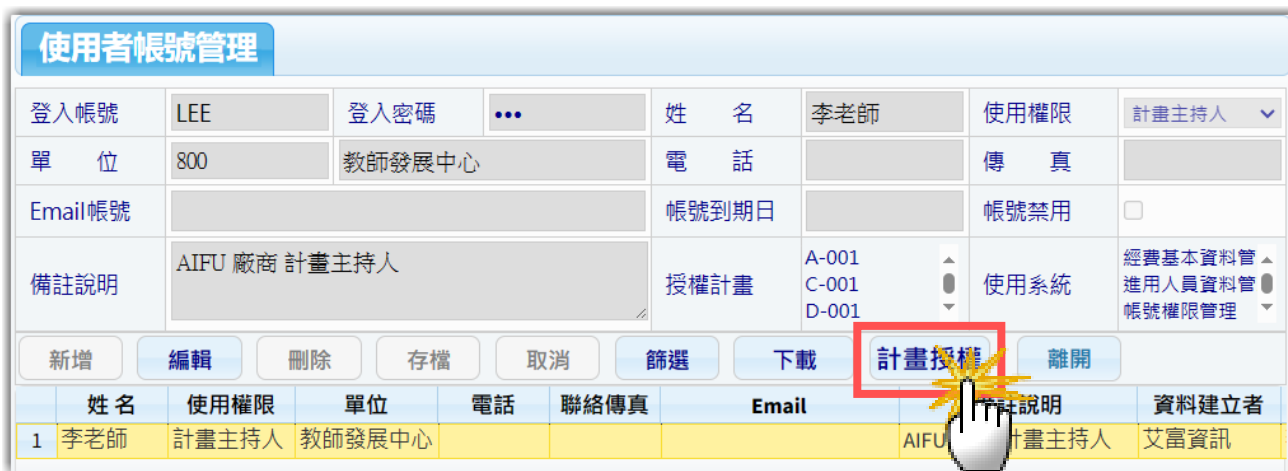 使用者帳號管理
登入帳號 LEE 登入密碼 ••• 姓 名 李老師 使用權限 計畫主持人
單 位 800 教師發展中心 電 話 傳 真
Email帳號 帳號到期日 帳號禁用
備註說明 AIFU 廠商 計畫主持人 授權計畫 A-001 使用系統 經費基本資料管
C-001 進用人員資料管
D-001 帳號權限管理
新增 編輯 刪除 存檔 取消 篩選 下載 計畫授權 離開
姓 名 使用權限 單位 電話 聯絡傳真 Email 註說明 資料建立者
1 李老師 計畫主持人 教師發展中心 AIFU 計畫主持人 艾富資訊